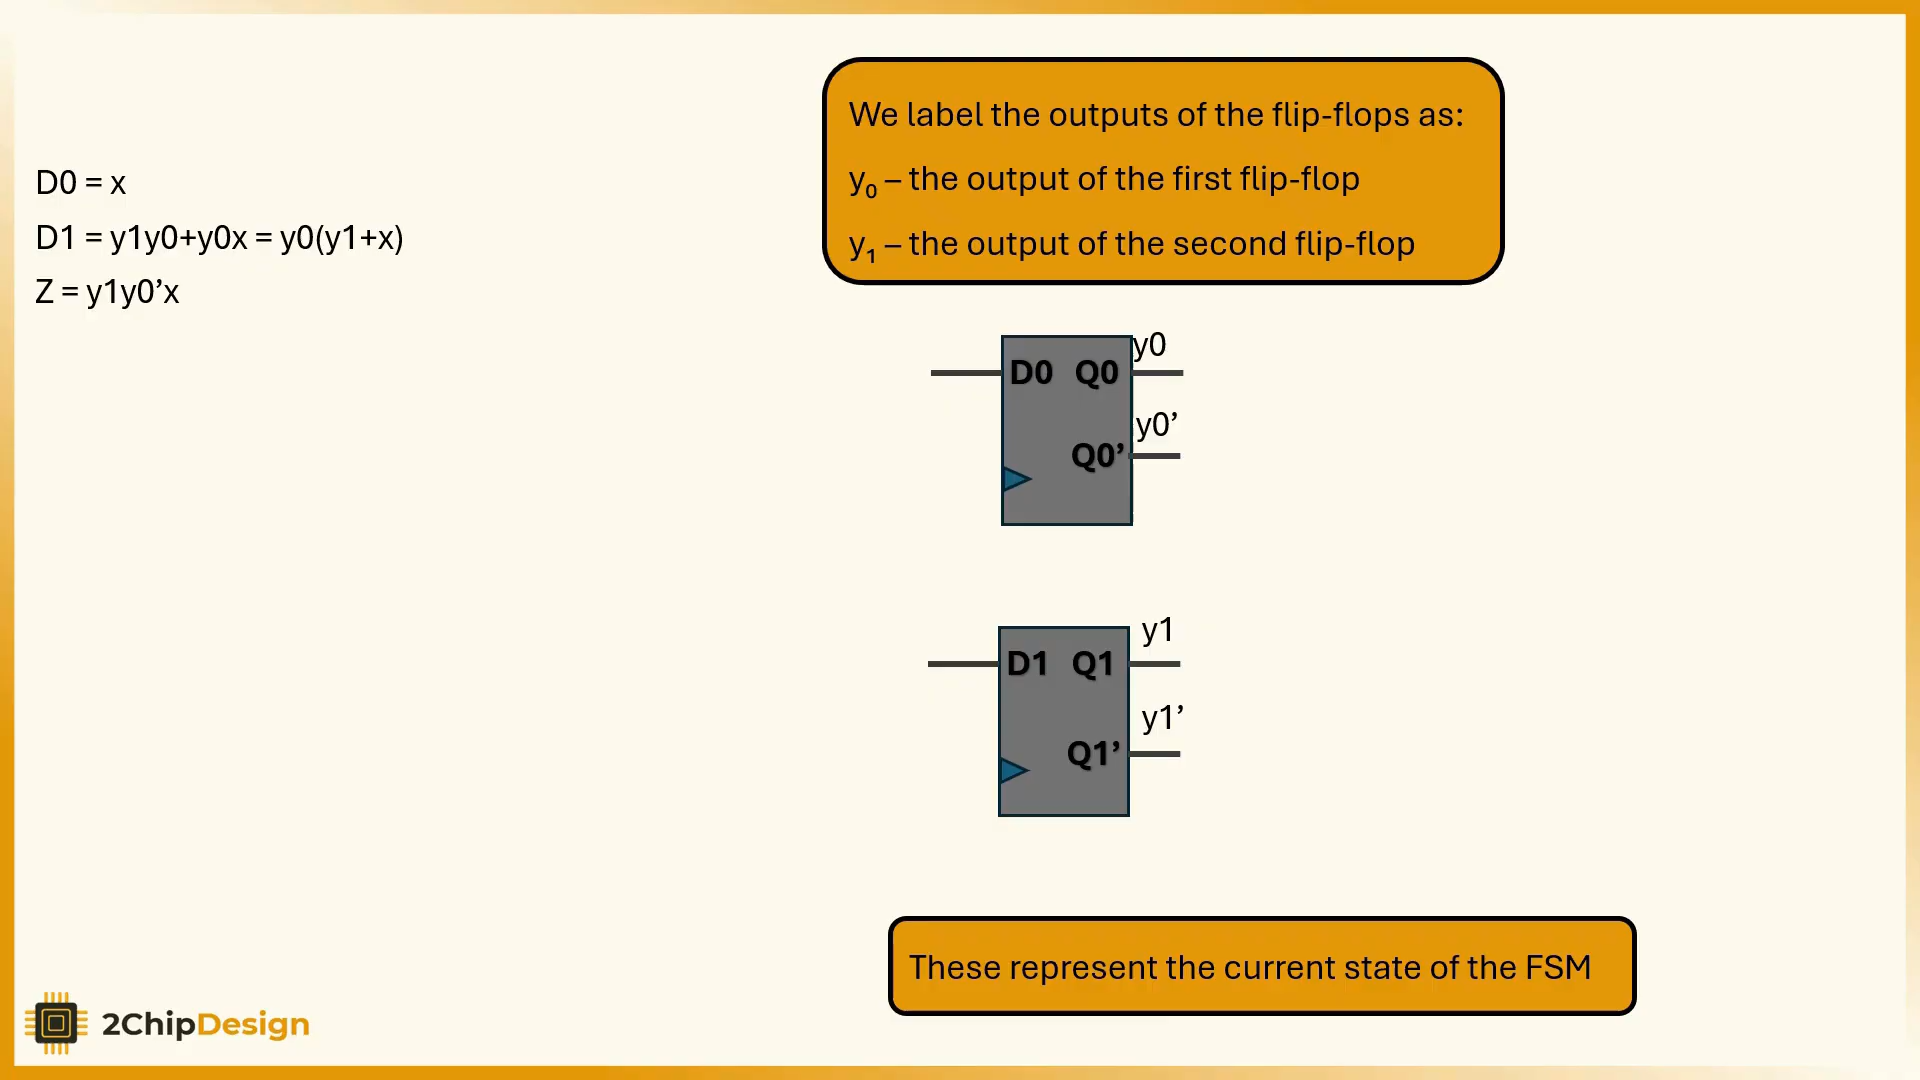 We label the outputs of the flip-flops as:
y₀ – the output of the first flip-flop
y₁ – the output of the second flip-flop
D0 = x
D1 = y1y0+y0x = y0(y1+x)
Z = y1y0’x
y0
D0 Q0
y0’
Q0’
y1
D1 Q1
y1’
Q1’
These represent the current state of the FSM
2ChipDesign